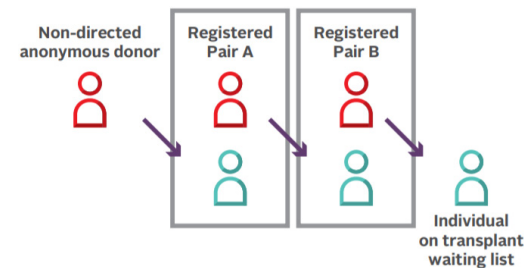 Non-directed
anonymous donor
Registered
Pair A
Registered
Pair B
Individual
on transplant
waiting list